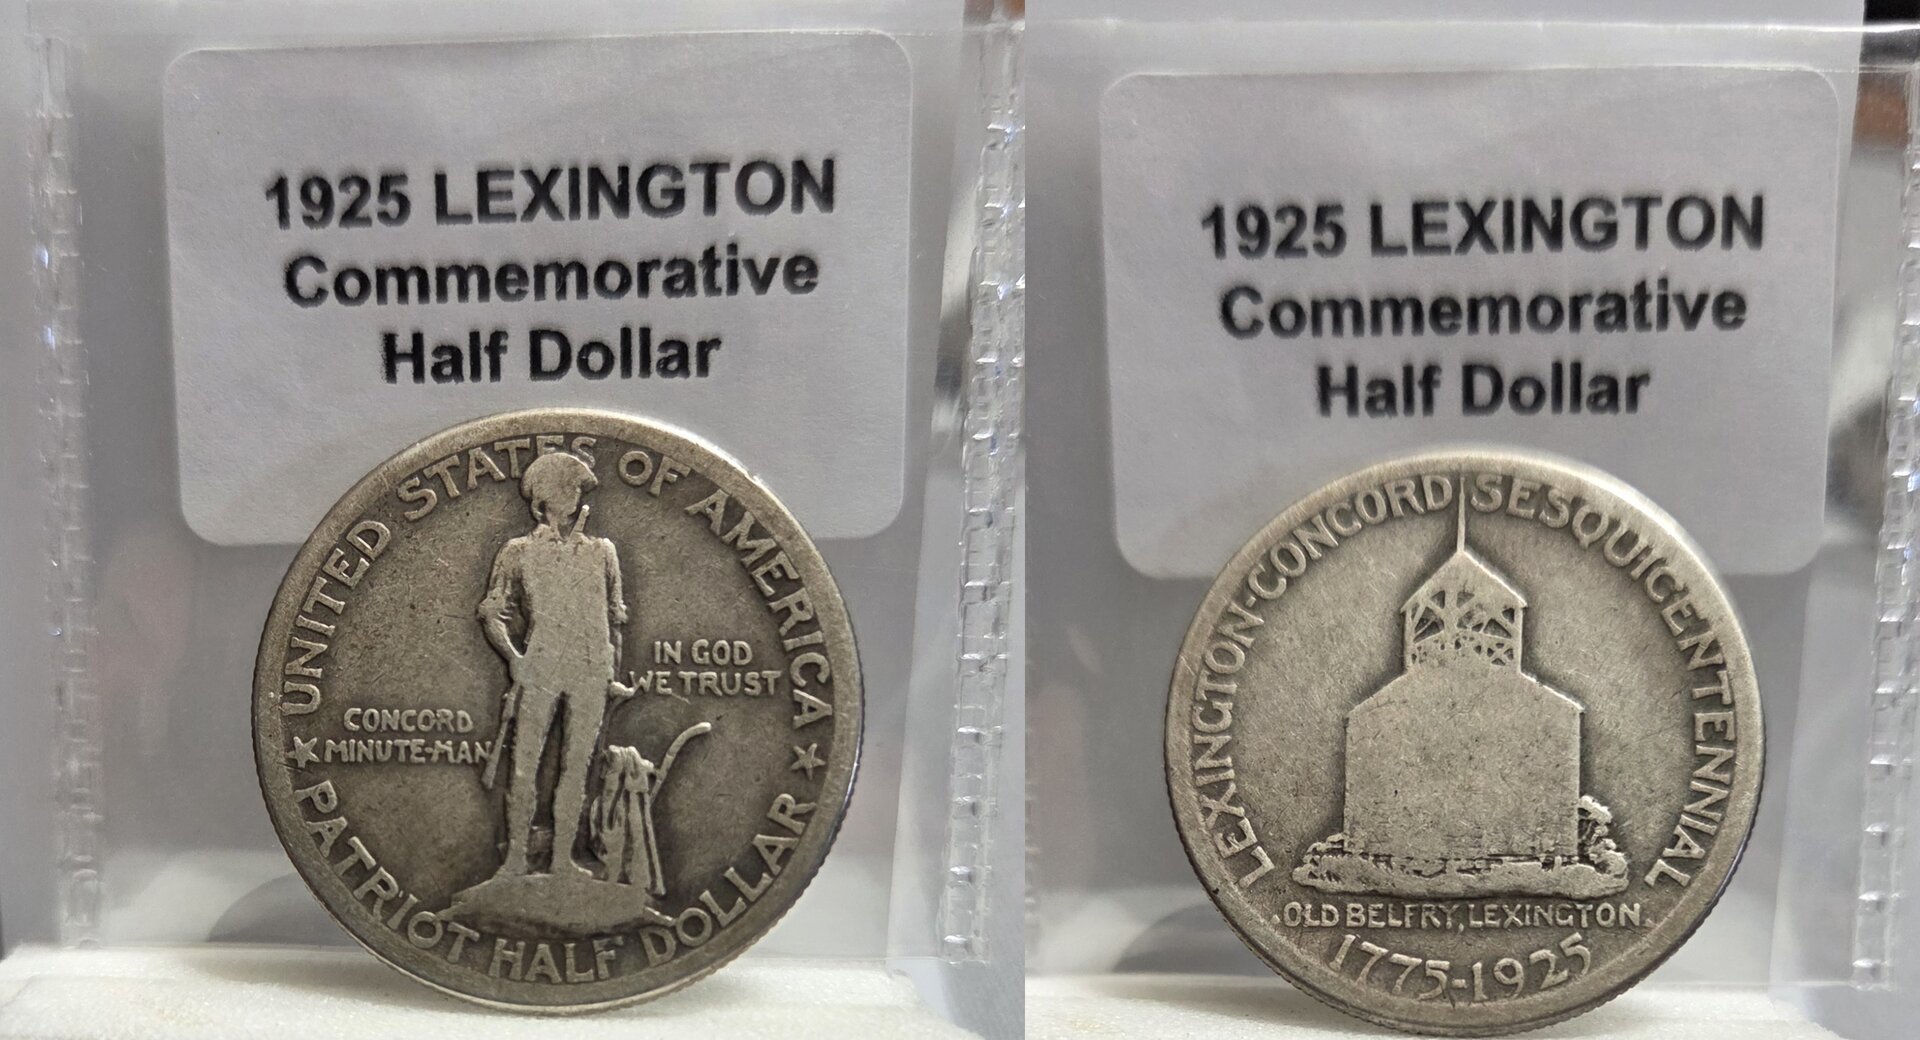 1925 LEXINGTON
Commemorative
Half Dollar
UNITED STATES OF AMERICA
IN GOD
WE TRUST
CONCORD
MINUTE-MAN
PATRIOT HALF DOLLAR
1925 LEXINGTON
Commemorative
Half Dollar
LEXINGTON-CONCORD SESQUICENTENNIAL
OLD BELFRY, LEXINGTON
1775-1925